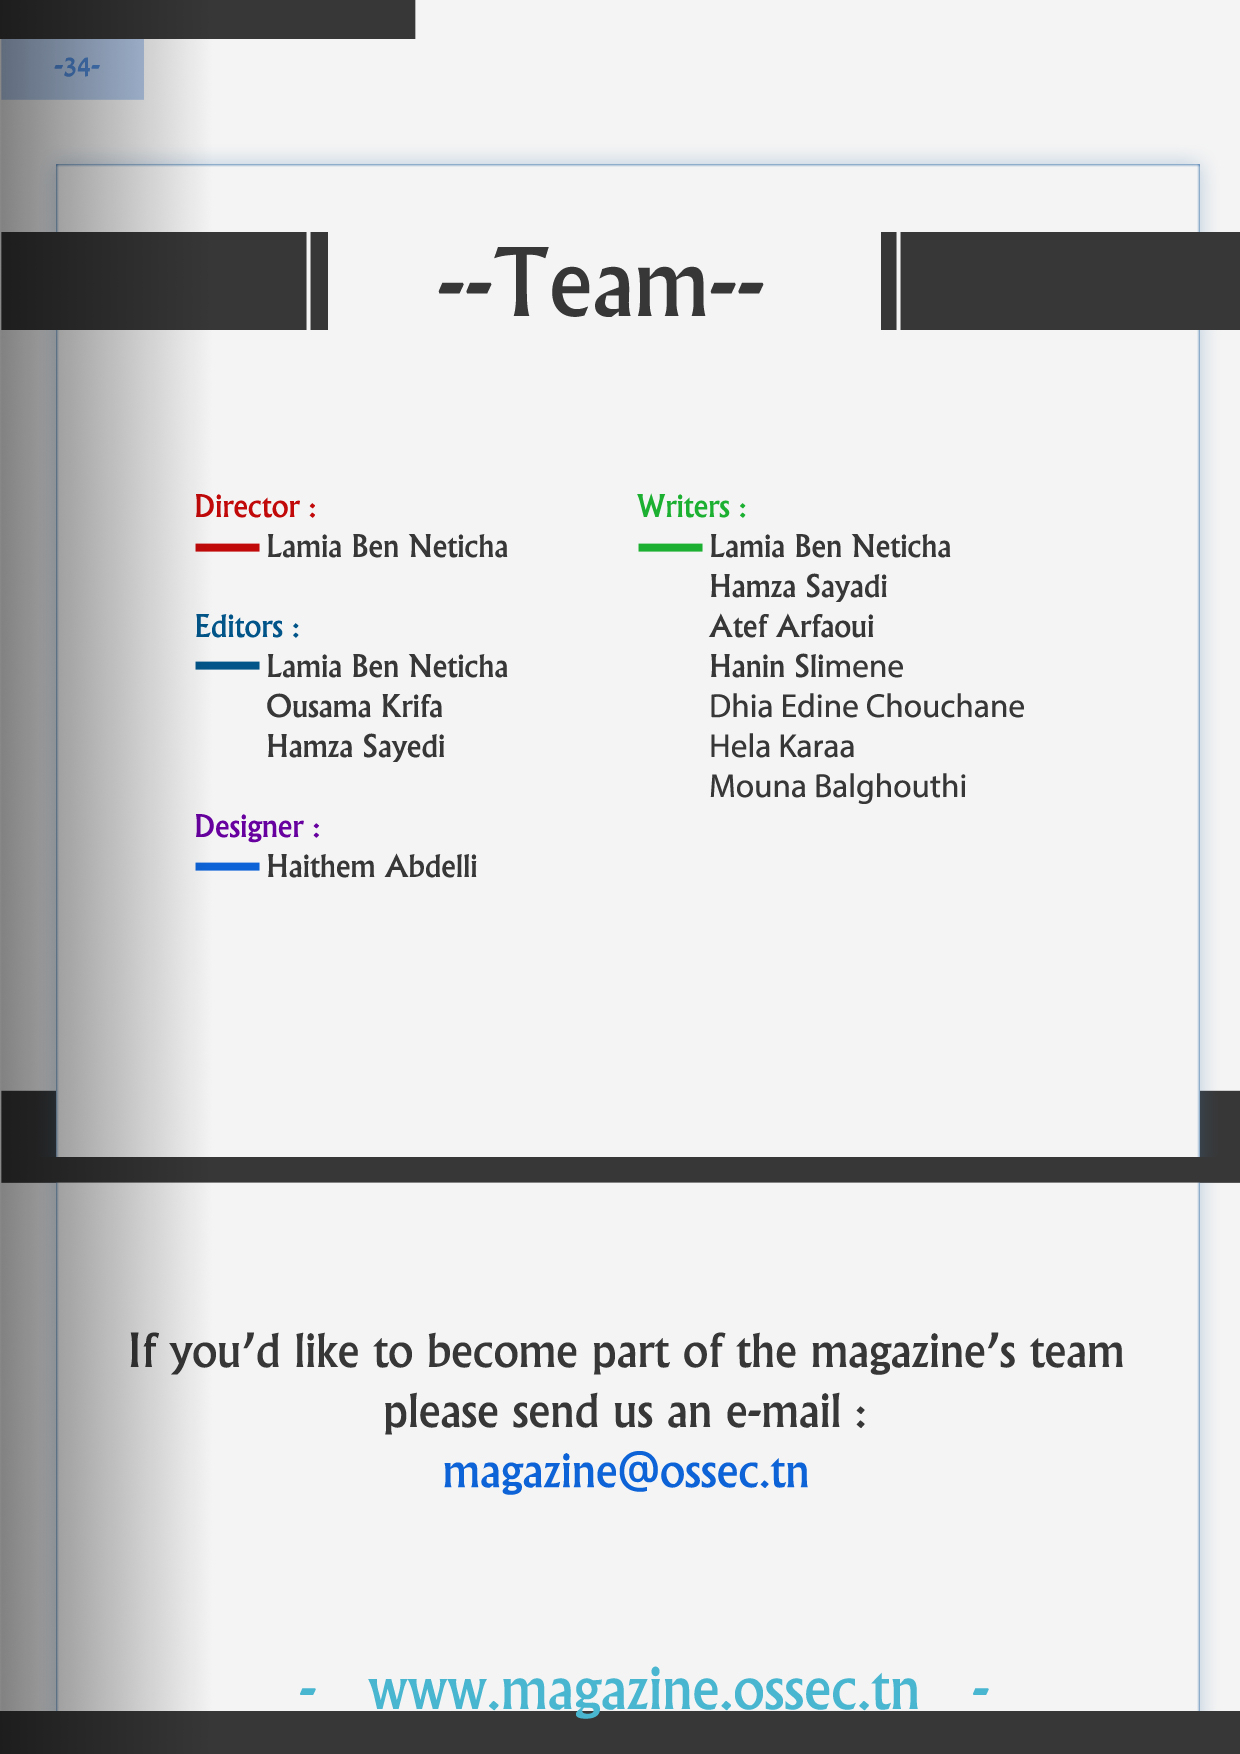 -34-
--Team--
Director :
Lamia Ben Neticha
Editors :
Lamia Ben Neticha
Ousama Krifa
Hamza Sayedi
Designer :
Haithem Abdelli
Writers :
Lamia Ben Neticha
Hamza Sayadi
Atef Arfaoui
Hanin Slimene
Dhia Edine Chouchane
Hela Karaa
Mouna Balghouthi
If you’d like to become part of the magazine’s team
please send us an e-mail :
magazine@ossec.tn
- www.magazine.ossec.tn -